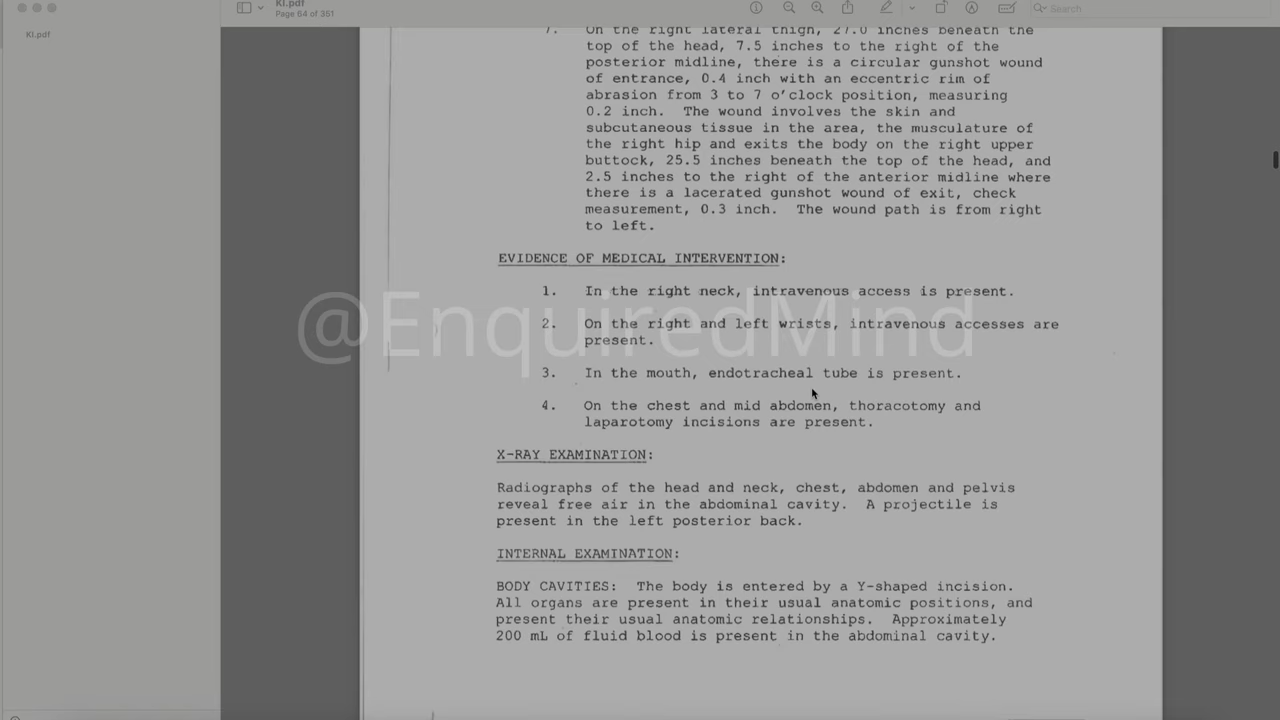 KI.pdf
Page 64 of 351
Search
KI.pdf
7. On the right lateral thigh, 27.0 inches beneath the
top of the head, 7.5 inches to the right of the
posterior midline, there is a circular gunshot wound
of entrance, 0.4 inch with an eccentric rim of
abrasion from 3 to 7 o'clock position, measuring
0.2 inch. The wound involves the skin and
subcutaneous tissue in the area, the musculature of
the right hip and exits the body on the right upper
buttock, 25.5 inches beneath the top of the head, and
2.5 inches to the right of the anterior midline where
there is a lacerated gunshot wound of exit, check
measurement, 0.3 inch. The wound path is from right
to left.
EVIDENCE OF MEDICAL INTERVENTION:
1. In the right neck, intravenous access is present.
@EnquiredMind
2. On the right and left wrists, intravenous accesses are
present.
3. In the mouth, endotracheal tube is present.
4. On the chest and mid abdomen, thoracotomy and
laparotomy incisions are present.
X-RAY EXAMINATION:
Radiographs of the head and neck, chest, abdomen and pelvis
reveal free air in the abdominal cavity. A projectile is
present in the left posterior back.
INTERNAL EXAMINATION:
BODY CAVITIES: The body is entered by a Y-shaped incision.
All organs are present in their usual anatomic positions, and
present their usual anatomic relationships. Approximately
200 mL of fluid blood is present in the abdominal cavity.